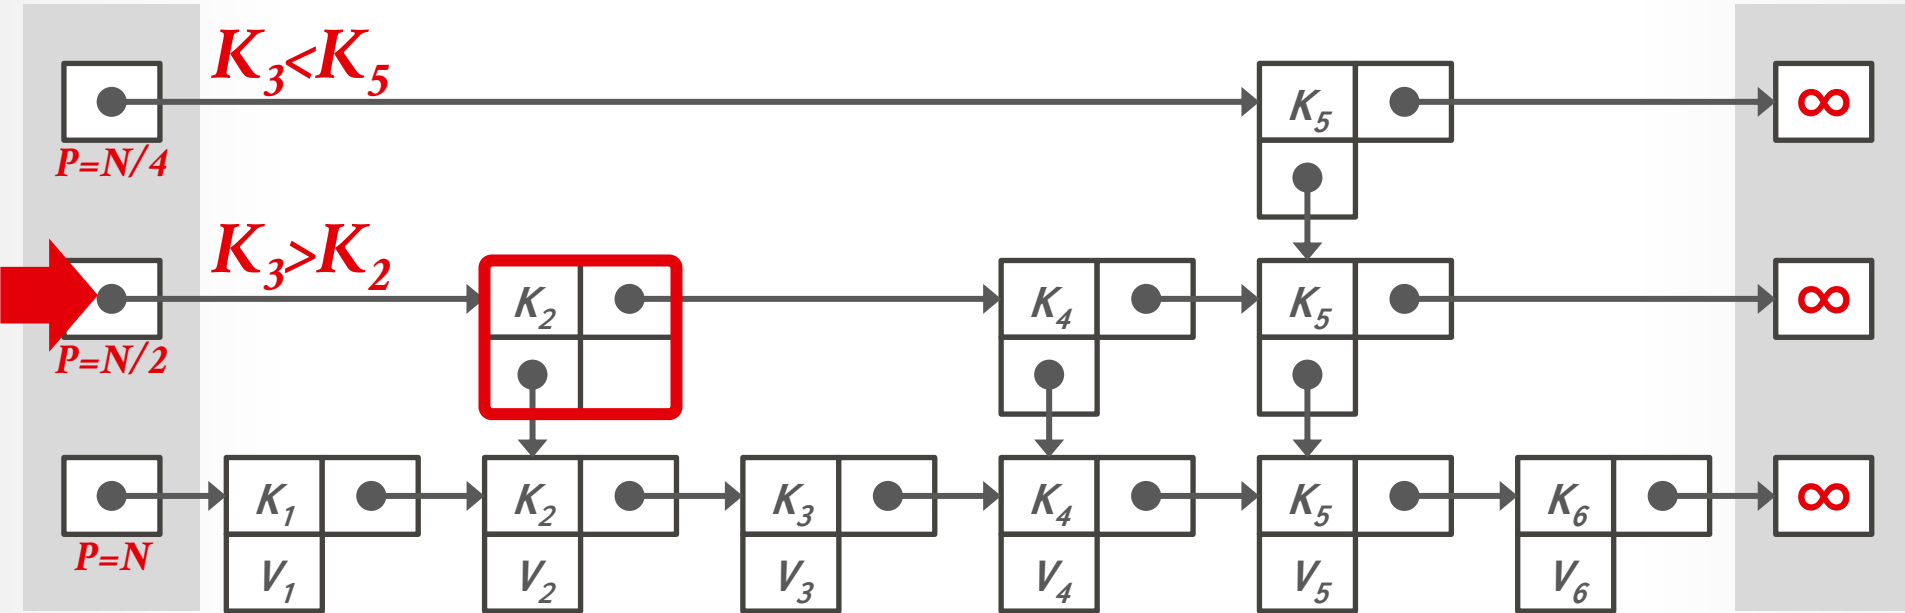 K₃<K₅
K₅ ∞
P=N/4
K₃>K₂
K₂ K₄ K₅ ∞
P=N/2
K₁ K₂ K₃ K₄ K₅ K₆ ∞
P=N
V₁ V₂ V₃ V₄ V₅ V₆